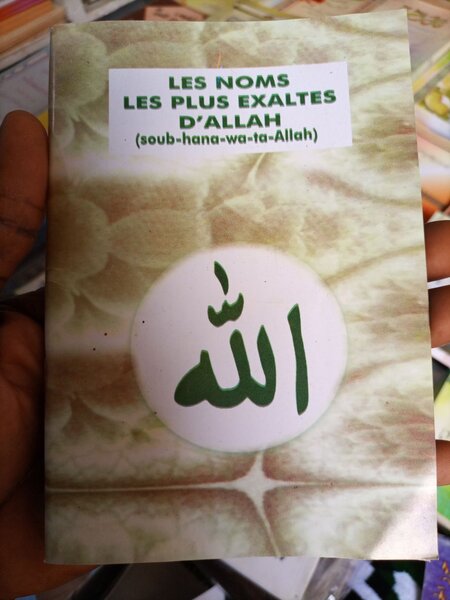 LES NOMS
LES PLUS EXALTES
D'ALLAH
(soub-hana-wa-ta-Allah)
الله